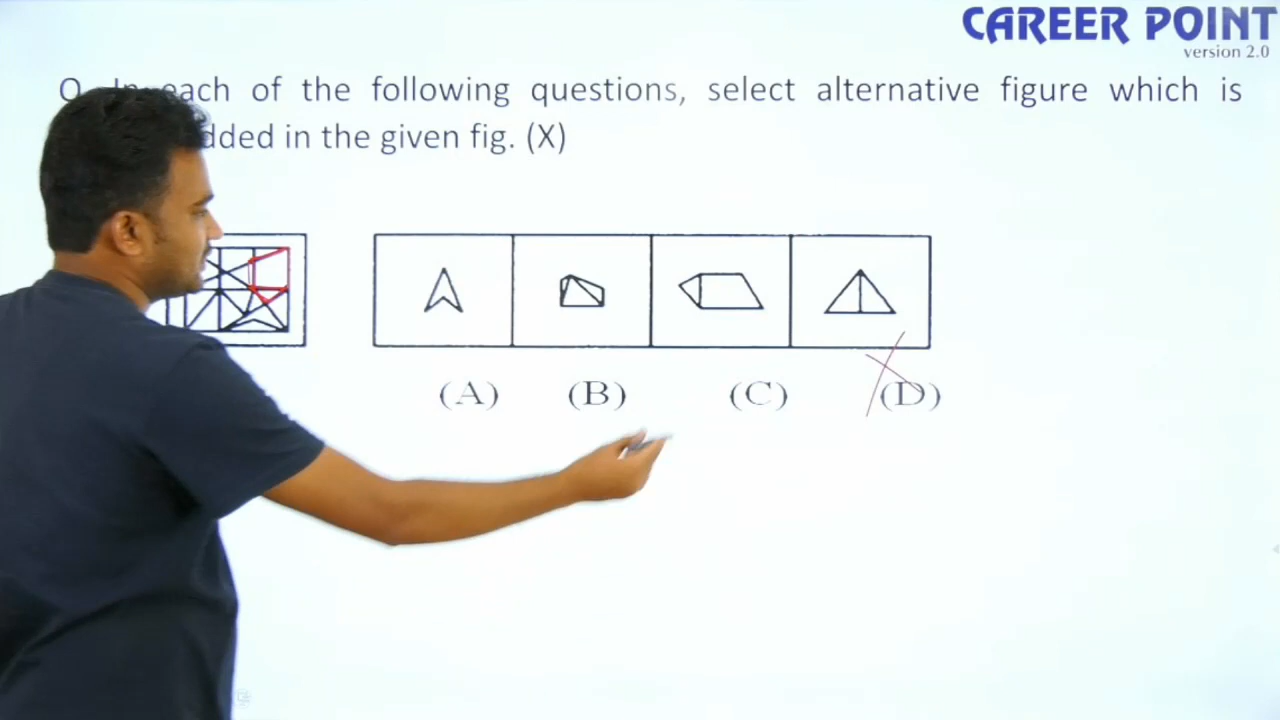 CAREER POINT
version 2.0
Q. In each of the following questions, select alternative figure which is
dded in the given fig. (X)
(A) (B) (C) (D)